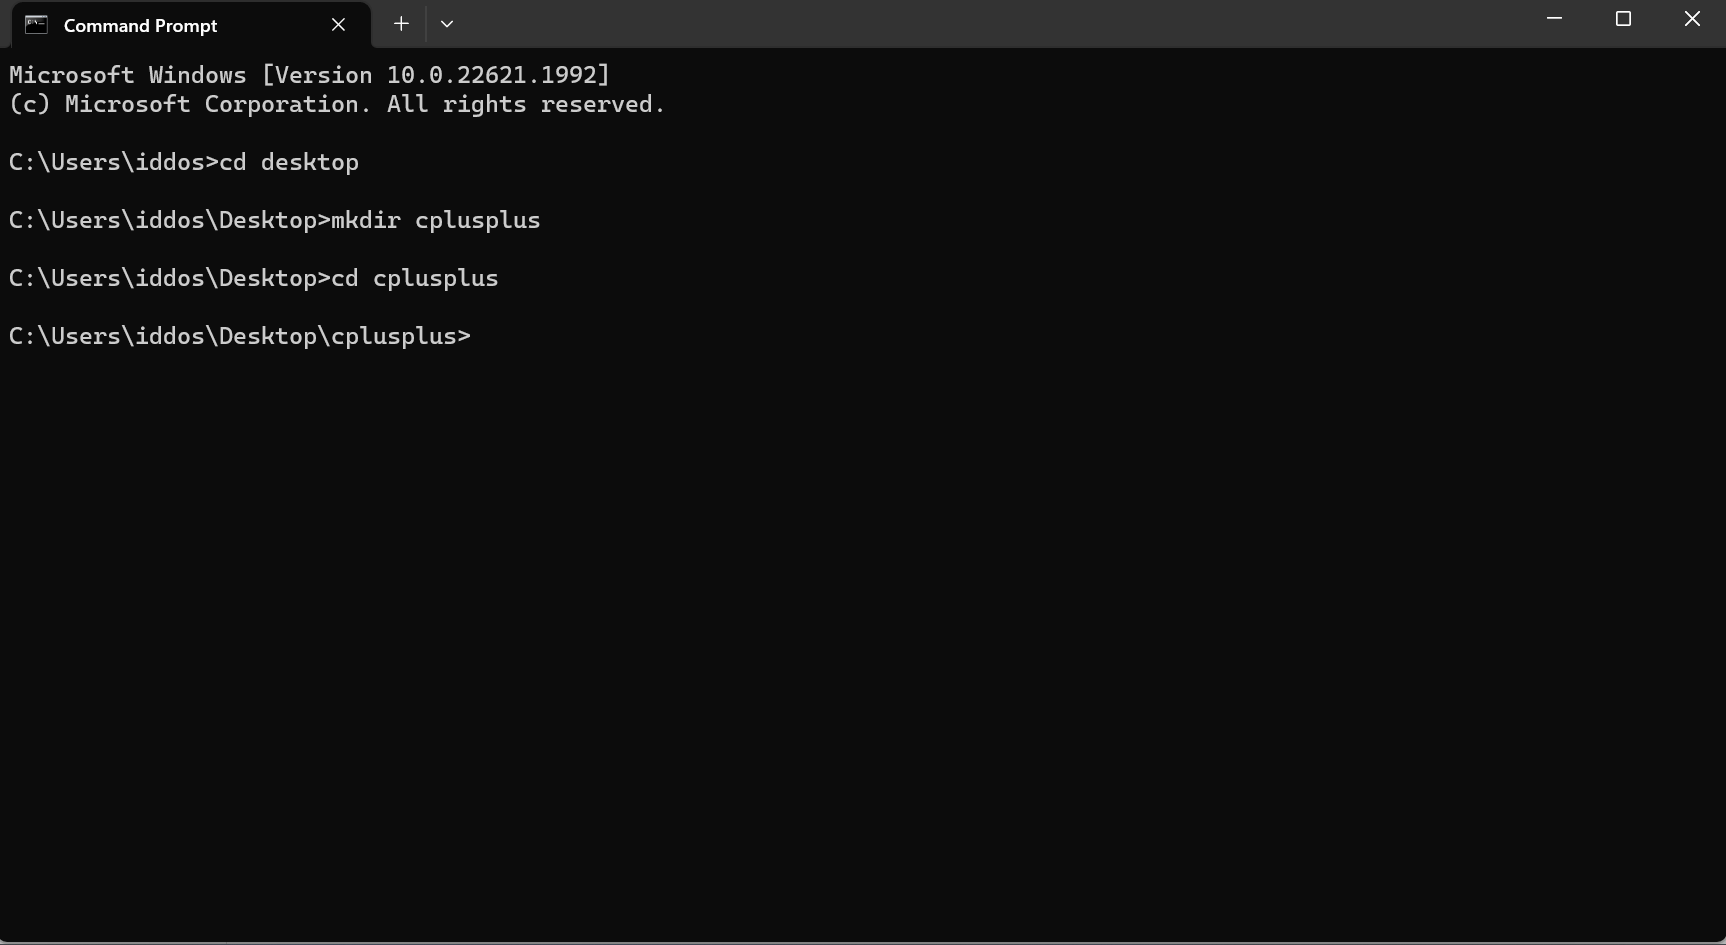 Command Prompt
Microsoft Windows [Version 10.0.22621.1992]
(c) Microsoft Corporation. All rights reserved.
C:\Users\iddos>cd desktop
C:\Users\iddos\Desktop>mkdir cplusplus
C:\Users\iddos\Desktop>cd cplusplus
C:\Users\iddos\Desktop\cplusplus>